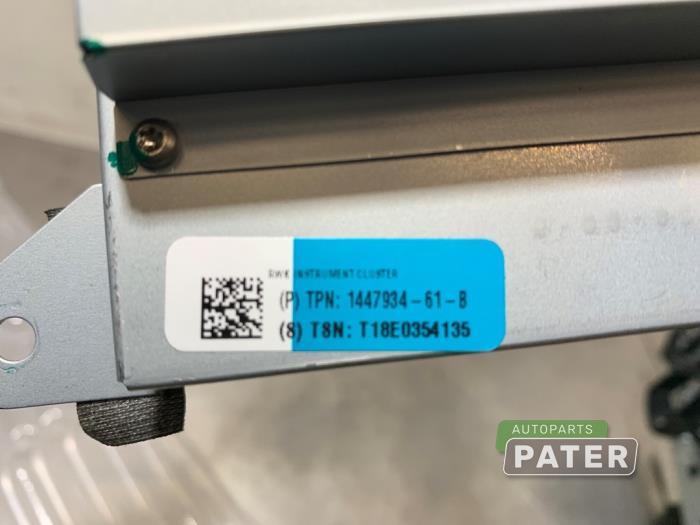 RWK INSTRUMENT CLUSTER
(P) TPN: 1447934-61-B
(8) T8N: T18E0354135
AUTOPARTS
PATER